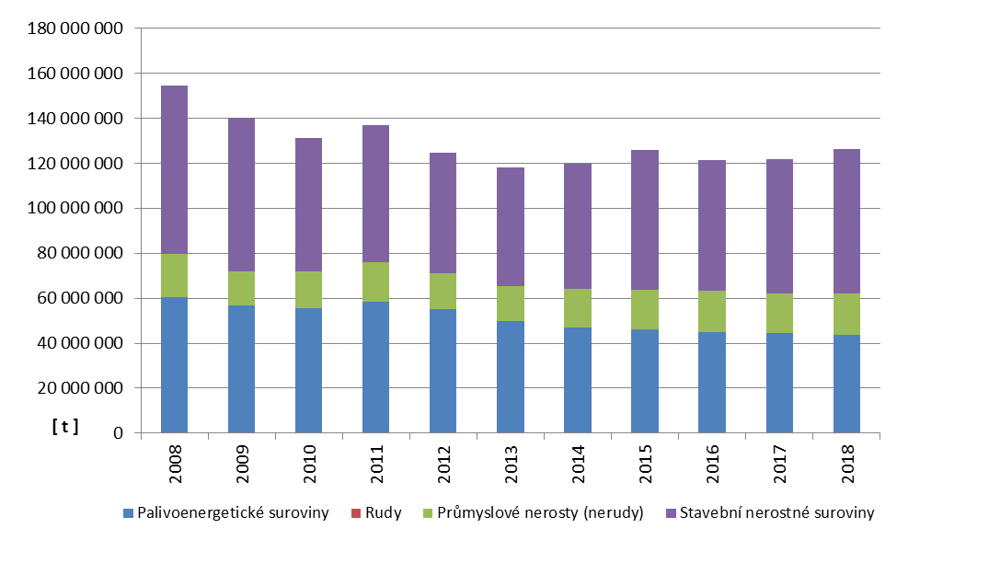 180 000 000
160 000 000
140 000 000
120 000 000
100 000 000
80 000 000
60 000 000
40 000 000
20 000 000
[ t ] 0
2008 2009 2010 2011 2012 2013 2014 2015 2016 2017 2018
Palivoenergetické suroviny Rudy Průmyslové nerosty (nerudy) Stavební nerostné suroviny